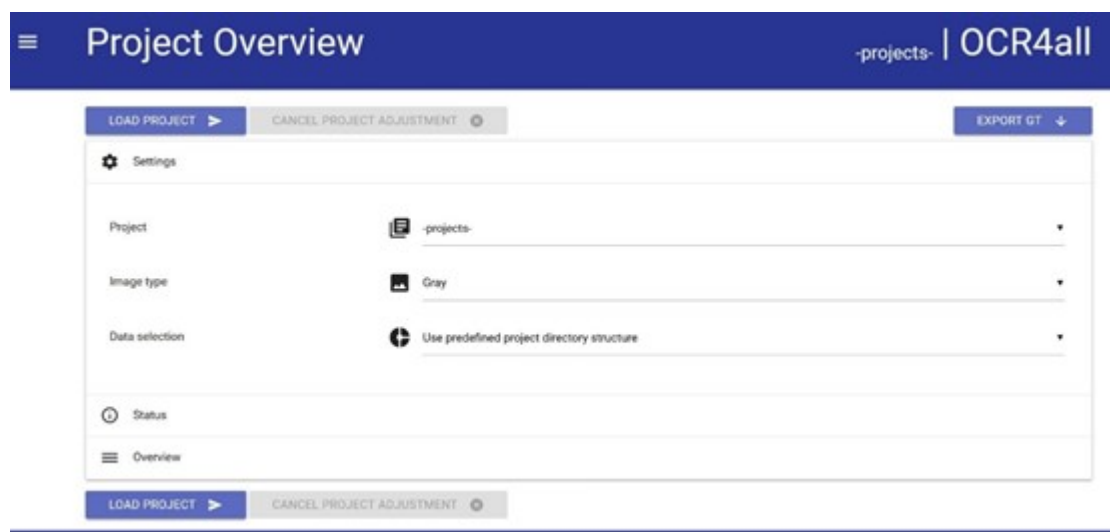 Project Overview
-projects- | OCR4all
LOAD PROJECT
CANCEL PROJECT ADJUSTMENT
EXPORT GT
Settings
Project
-projects-
Image type
Gray
Data selection
Use predefined project directory structure
Status
Overview
LOAD PROJECT
CANCEL PROJECT ADJUSTMENT